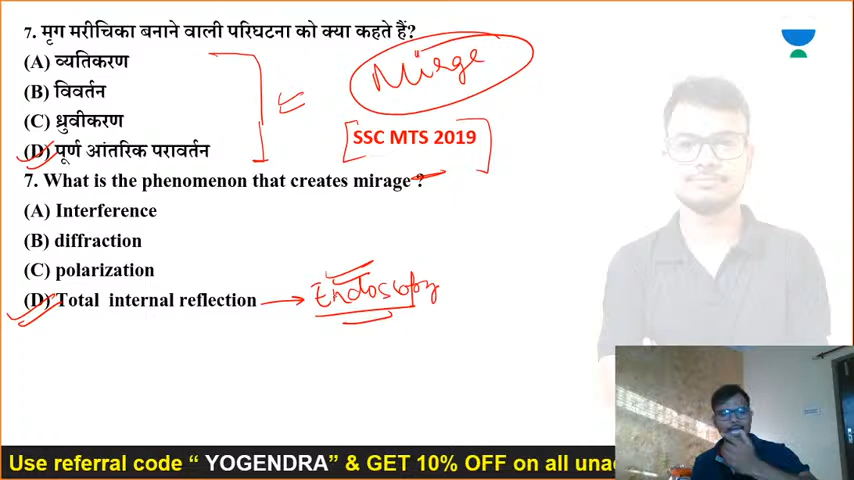 7. मृग मरीचिका बनाने वाली परिघटना को क्या कहते हैं?
(A) व्यतिकरण
(B) विवर्तन
(C) ध्रुवीकरण
(D) पूर्ण आंतरिक परावर्तन
Mirge
SSC MTS 2019
7. What is the phenomenon that creates mirage ?
(A) Interference
(B) diffraction
(C) polarization
(D) Total internal reflection
Endoscopy
Use referral code “ YOGENDRA” & GET 10% OFF on all